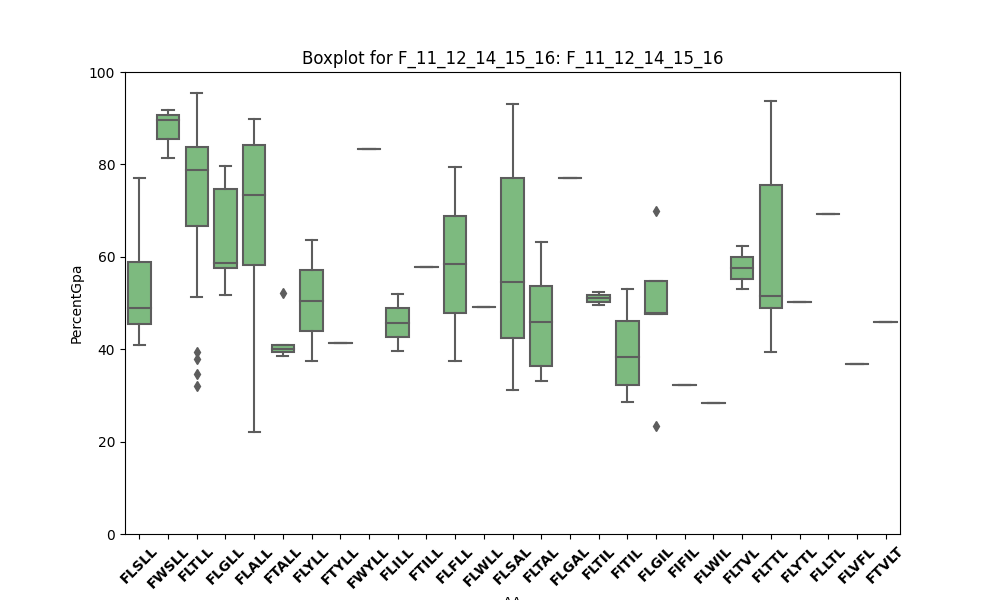 Boxplot for F_11_12_14_15_16: F_11_12_14_15_16
100
80
60
40
20
0
PercentGpa
FLSLL
FWSLL
FLTLL
FLGLL
FLALL
FTALL
FLYLL
FTYLL
FWYLL
FLILL
FTILL
FLFLL
FLWLL
FLSAL
FLTAL
FLGAL
FLTIL
FITIL
FLGIL
FIFIL
FLWIL
FLTVL
FLTTL
FLYTL
FLLTL
FLVFL
FTVLT